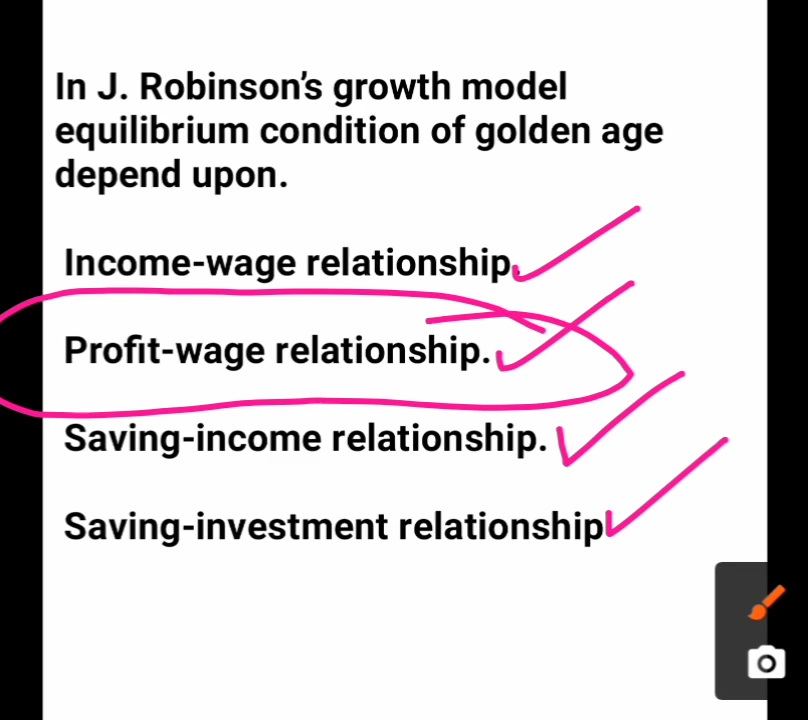 In J. Robinson's growth model
equilibrium condition of golden age
depend upon.
Income-wage relationship.
Profit-wage relationship.
Saving-income relationship.
Saving-investment relationship